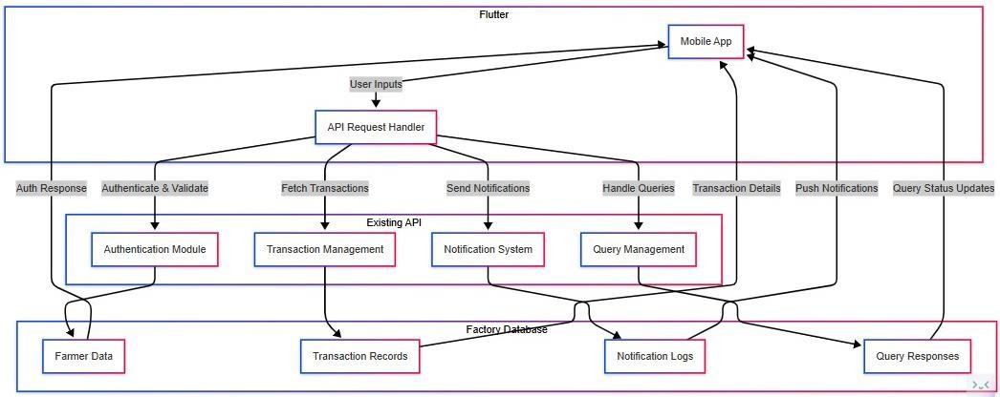 Flutter
Mobile App
User Inputs
API Request Handler
Auth Response
Authenticate & Validate
Fetch Transactions
Send Notifications
Handle Queries
Transaction Details
Push Notifications
Query Status Updates
Existing API
Authentication Module
Transaction Management
Notification System
Query Management
Factory Database
Farmer Data
Transaction Records
Notification Logs
Query Responses